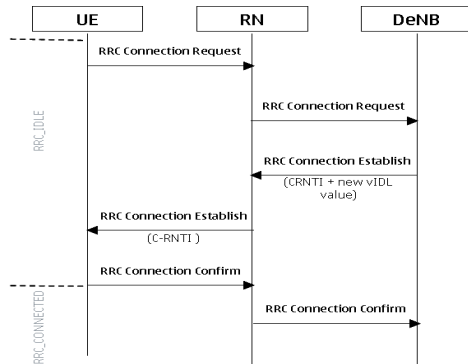 UE
RN
DeNB
RRC Connection Request
RRC Connection Request
RRC_IDLE
RRC Connection Establish
(CRNTI + new vIDL
value)
RRC Connection Establish
(C-RNTI )
RRC Connection Confirm
RRC Connection Confirm
RRC_CONNECTED